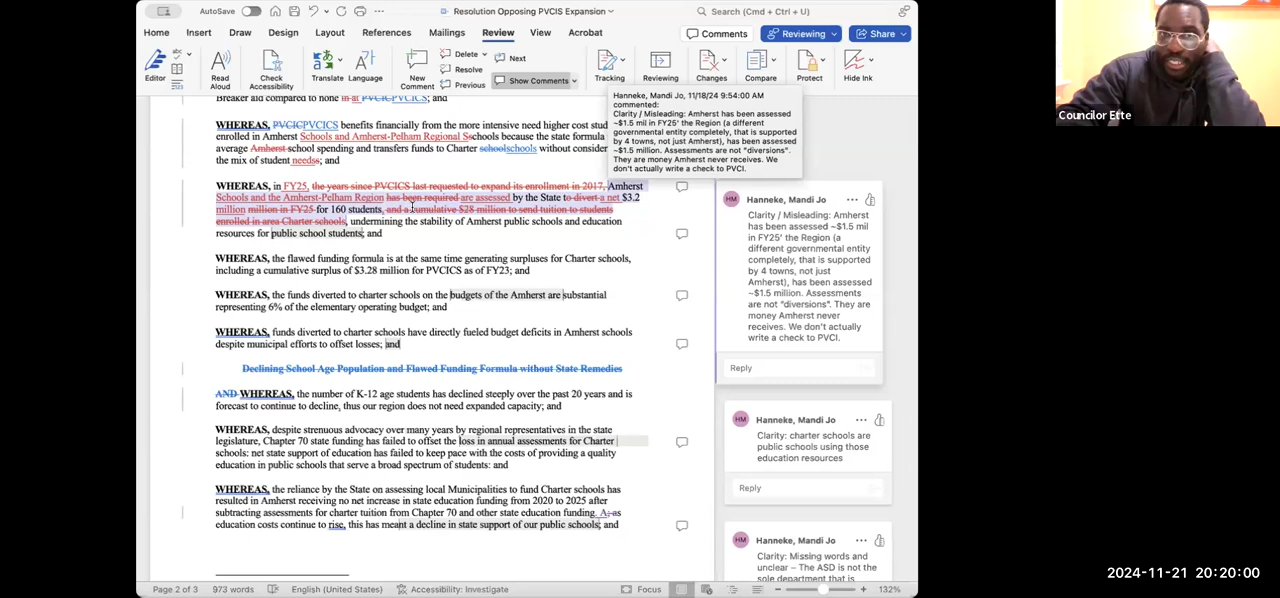 AutoSave
Resolution Opposing PVCIS Expansion
Search (Cmd + Ctrl + U)
Home Insert Draw Design Layout References Mailings Review View Acrobat
Comments Reviewing Share
Editor Read Aloud Check Accessibility Translate Language New Comment Delete Resolve Previous Next Show Comments Tracking Reviewing Changes Compare Protect Hide Ink
Breaker aid compared to none in at PVCICPVCICS; and
WHEREAS, PVCICPVCICS benefits financially from the more intensive need higher cost stud
enrolled in Amherst Schools and Amherst-Pelham Regional Sschools because the state formula
average Amherst school spending and transfers funds to Charter schoolschools without consider
the mix of student needss; and
WHEREAS, in FY25, the years since PVCICS last requested to expand its enrollment in 2017, Amherst
Schools and the Amherst-Pelham Region has been required are assessed by the State to divert a net $3.2
million million in FY25 for 160 students, and a cumulative $28 million to send tuition to students
enrolled in area Charter schools, undermining the stability of Amherst public schools and education
resources for public school students; and
WHEREAS, the flawed funding formula is at the same time generating surpluses for Charter schools,
including a cumulative surplus of $3.28 million for PVCICS as of FY23; and
WHEREAS, the funds diverted to charter schools on the budgets of the Amherst are substantial
representing 6% of the elementary operating budget; and
WHEREAS, funds diverted to charter schools have directly fueled budget deficits in Amherst schools
despite municipal efforts to offset losses; and
Declining School Age Population and Flawed Funding Formula without State Remedies
AND WHEREAS, the number of K-12 age students has declined steeply over the past 20 years and is
forecast to continue to decline, thus our region does not need expanded capacity; and
WHEREAS, despite strenuous advocacy over many years by regional representatives in the state
legislature, Chapter 70 state funding has failed to offset the loss in annual assessments for Charter
schools: net state support of education has failed to keep pace with the costs of providing a quality
education in public schools that serve a broad spectrum of students: and
WHEREAS, the reliance by the State on assessing local Municipalities to fund Charter schools has
resulted in Amherst receiving no net increase in state education funding from 2020 to 2025 after
subtracting assessments for charter tuition from Chapter 70 and other state education funding. A, as
education costs continue to rise, this has meant a decline in state support of our public schools; and
Hanneke, Mandi Jo, 11/18/24 9:54:00 AM
commented:
Clarity / Misleading: Amherst has been assessed
~$1.5 mil in FY25' the Region (a different
governmental entity completely, that is supported
by 4 towns, not just Amherst), has been assessed
~$1.5 million. Assessments are not "diversions".
They are money Amherst never receives. We
don't actually write a check to PVCI.
HM Hanneke, Mandi Jo
Clarity / Misleading: Amherst
has been assessed ~$1.5 mil
in FY25' the Region (a
different governmental entity
completely, that is supported
by 4 towns, not just
Amherst), has been assessed
~$1.5 million. Assessments
are not "diversions". They are
money Amherst never
receives. We don't actually
write a check to PVCI.
Reply
HM Hanneke, Mandi Jo
Clarity: charter schools are
public schools using those
education resources
Reply
HM Hanneke, Mandi Jo
Clarity: Missing words and
unclear – The ASD is not the
sole department that is
Page 2 of 3 973 words English (United States) Accessibility: Investigate Focus 132%
Councilor Ette
2024-11-21 20:20:00